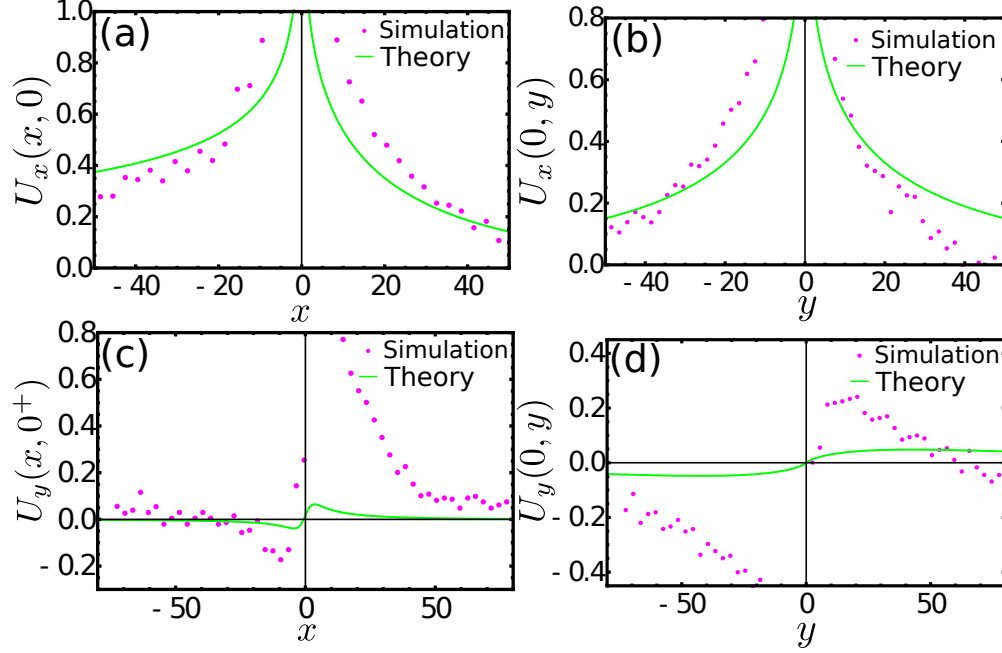 (a)
Simulation
Theory
U_x(x, 0)
1.0
0.8
0.6
0.4
0.2
0.0
- 40 - 20 0 20 40
x
(b)
Simulation
Theory
U_x(0, y)
0.8
0.6
0.4
0.2
0.0
- 40 - 20 0 20 40
y
(c)
Simulation
Theory
U_y(x, 0^+)
0.8
0.6
0.4
0.2
0.0
- 0.2
- 50 0 50
x
(d)
Simulation
Theory
U_y(0, y)
0.4
0.2
0.0
- 0.2
- 0.4
- 50 0 50
y